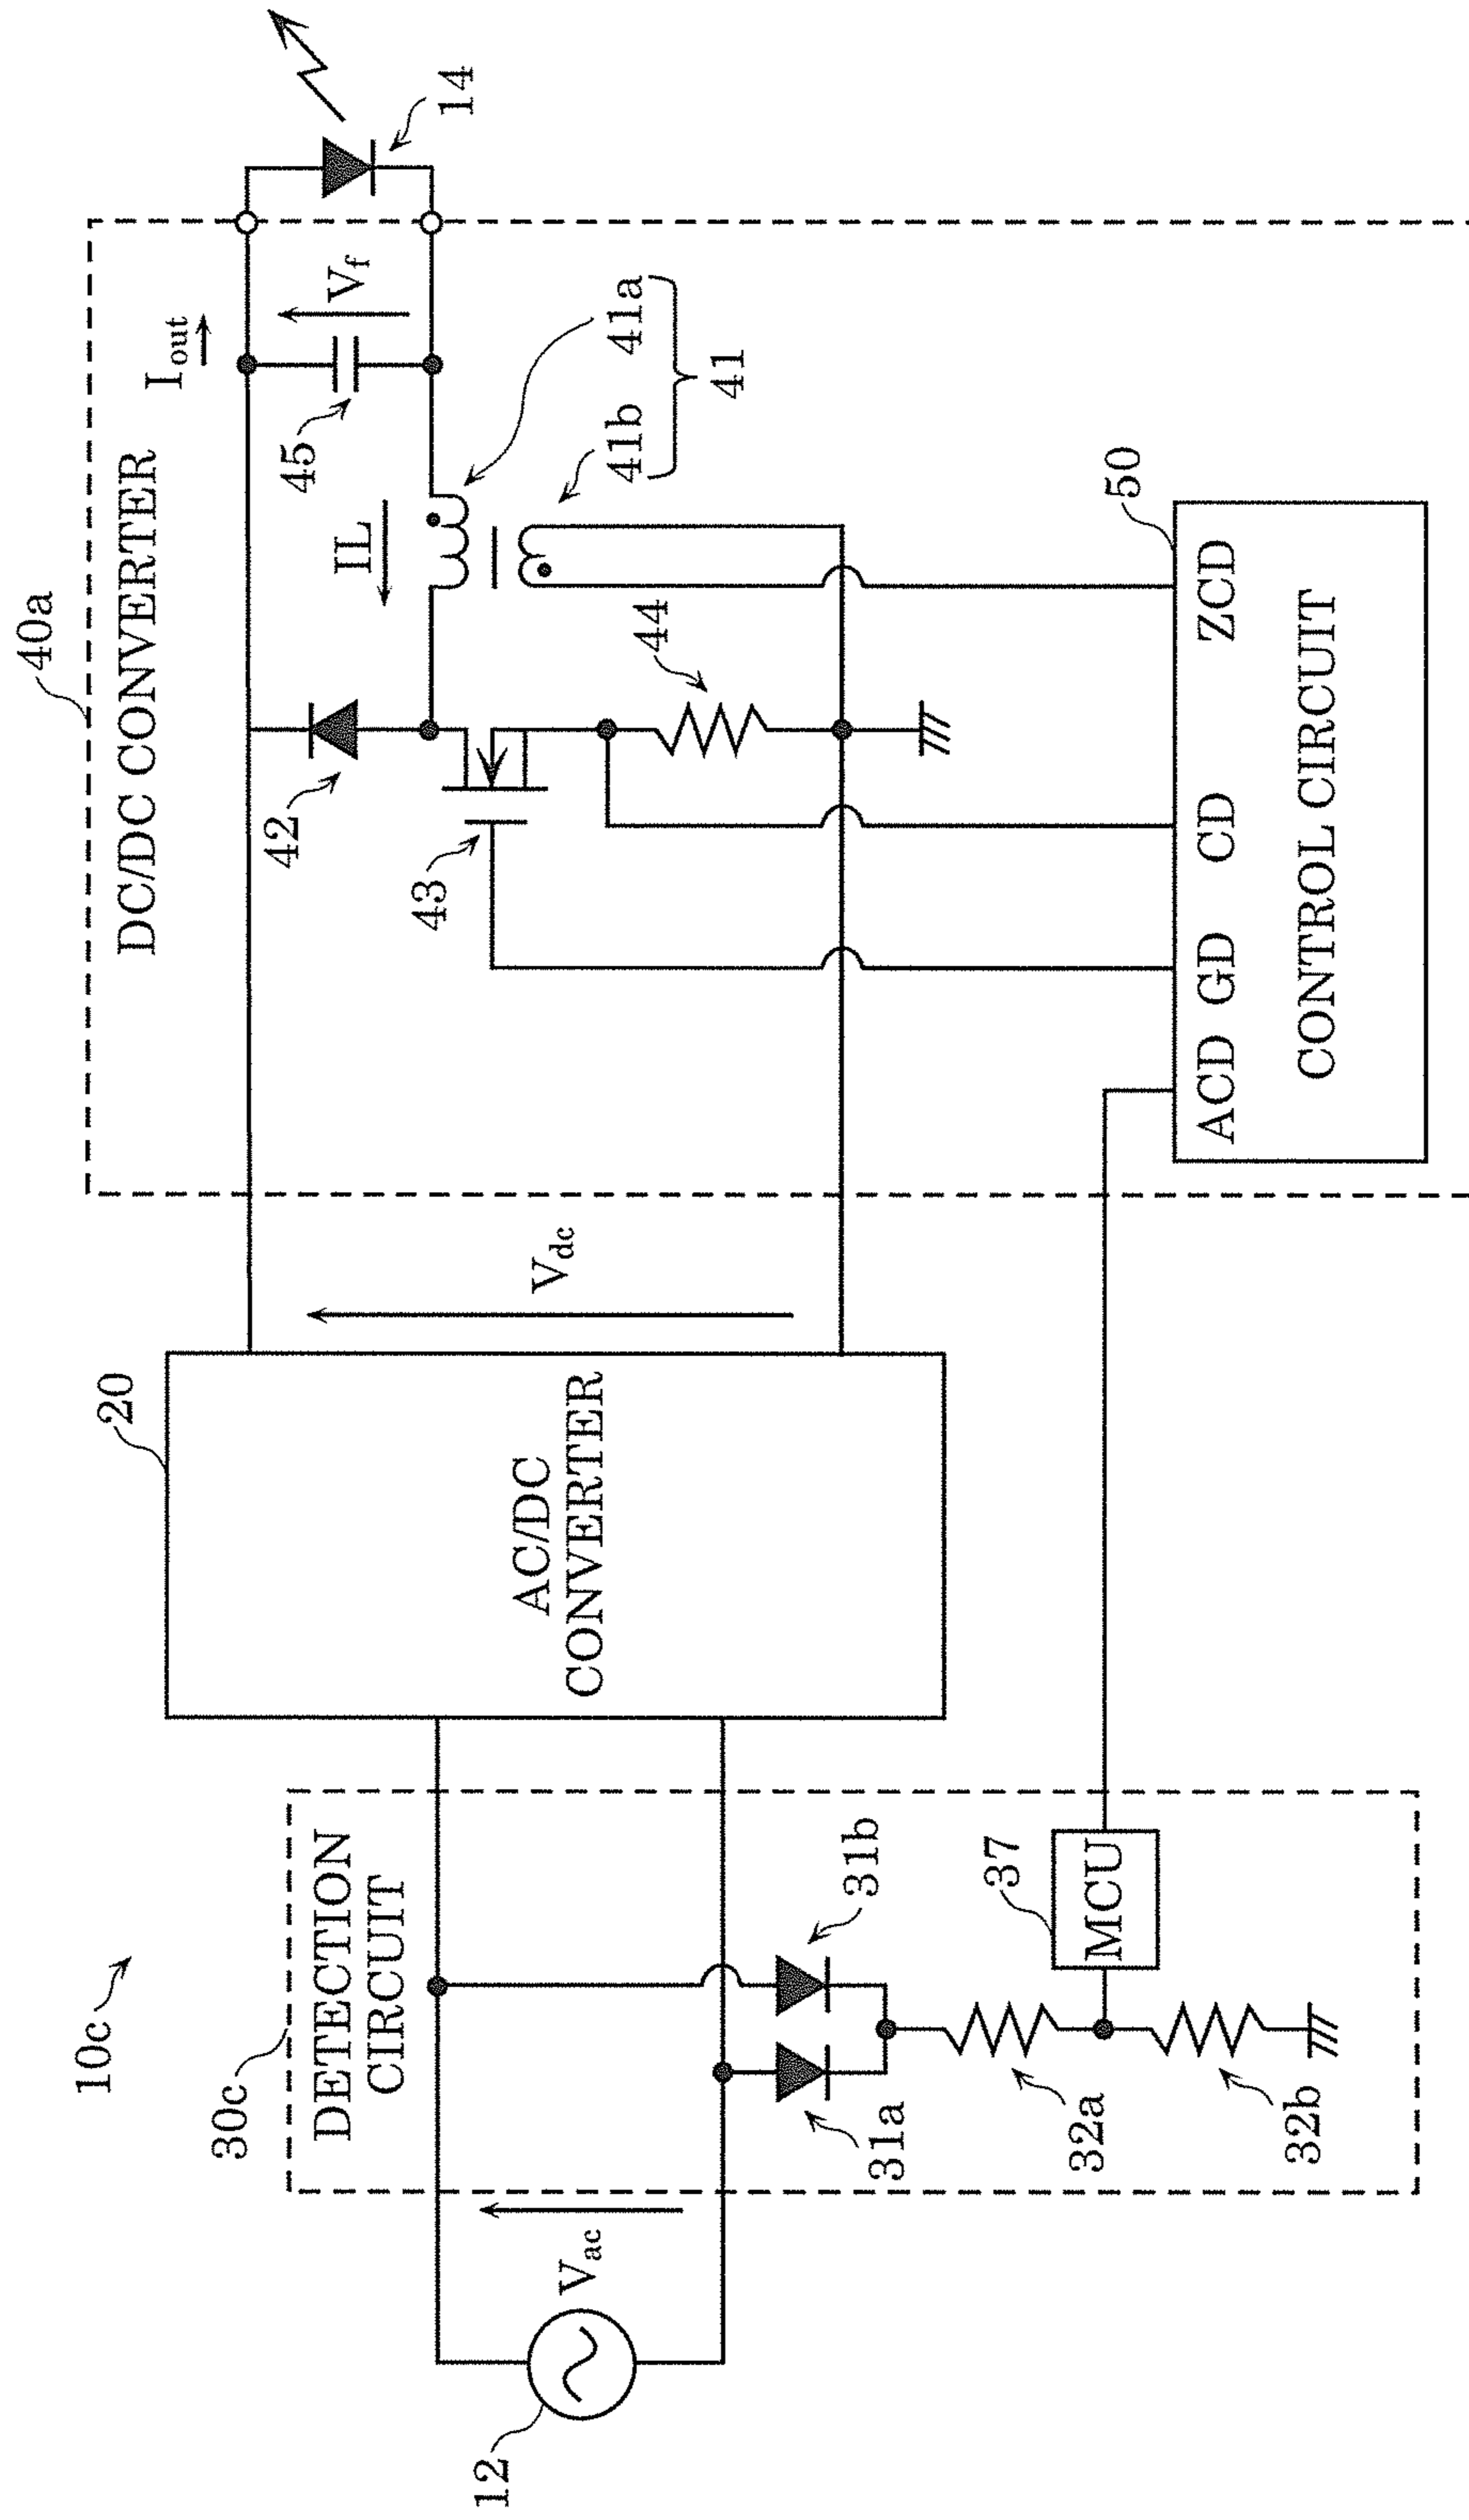 10c
12
Vac
30c
DETECTION
CIRCUIT
31a
31b
32a
32b
37
MCU
20
AC/DC
CONVERTER
Vdc
40a
DC/DC CONVERTER
42
43
44
IL
45
Iout
Vf
41b 41a
41
14
50
ACD GD CD ZCD
CONTROL CIRCUIT